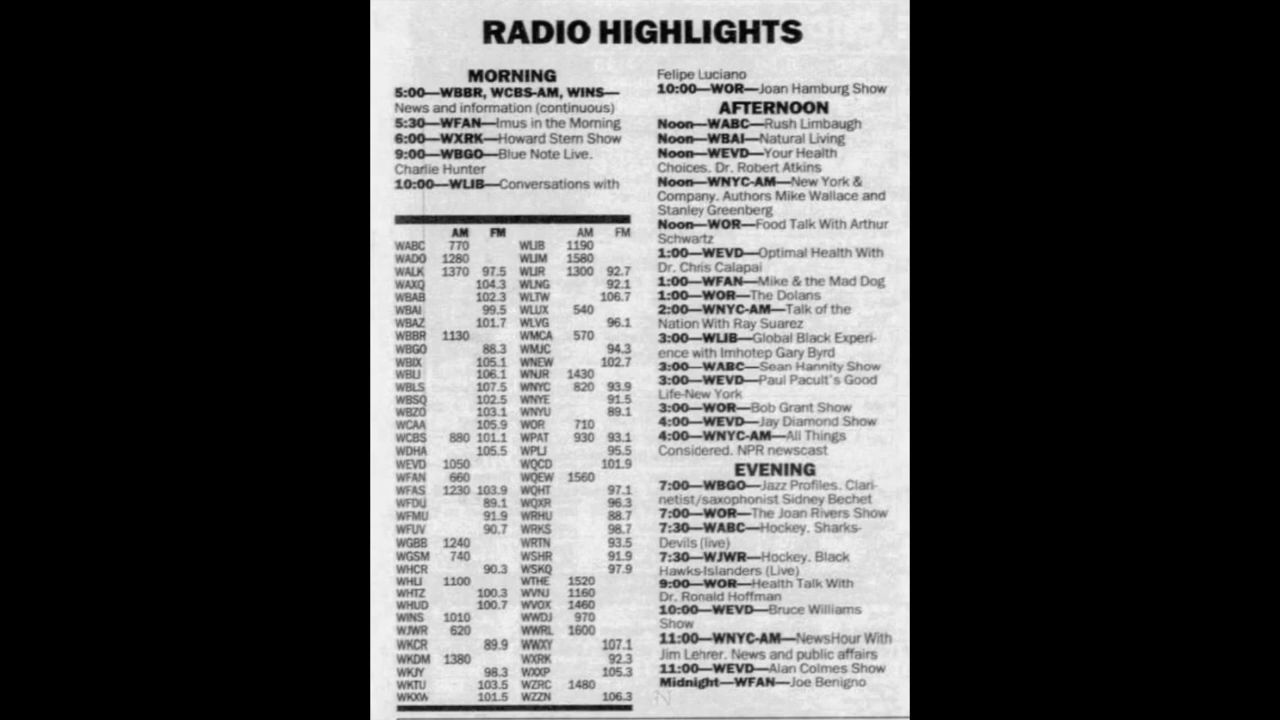 RADIO HIGHLIGHTS
MORNING
5:00—WBBR, WCBS-AM, WINS—
News and information (continuous)
5:30—WFAN—Imus in the Morning
6:00—WXRK—Howard Stern Show
9:00—WBGO—Blue Note Live.
Charlie Hunter
10:00—WLIB—Conversations with
Felipe Luciano
10:00—WOR—Joan Hamburg Show
AFTERNOON
Noon—WABC—Rush Limbaugh
Noon—WBAI—Natural Living
Noon—WEVD—Your Health
Choices. Dr. Robert Atkins
Noon—WNYC-AM—New York &
Company. Authors Mike Wallace and
Stanley Greenberg
Noon—WOR—Food Talk With Arthur
Schwartz
1:00—WEVD—Optimal Health With
Dr. Chris Calapai
1:00—WFAN—Mike & the Mad Dog
1:00—WOR—The Dolans
2:00—WNYC-AM—Talk of the
Nation With Ray Suarez
3:00—WLIB—Global Black Experi-
ence with Imhotep Gary Byrd
3:00—WABC—Sean Hannity Show
3:00—WEVD—Paul Pacult's Good
Life-New York
3:00—WOR—Bob Grant Show
4:00—WEVD—Jay Diamond Show
4:00—WNYC-AM—All Things
Considered. NPR newscast
EVENING
7:00—WBGO—Jazz Profiles. Clari-
netist/saxophonist Sidney Bechet
7:00—WOR—The Joan Rivers Show
7:30—WABC—Hockey. Sharks-
Devils (live)
7:30—WJWR—Hockey. Black
Hawks-Islanders (Live)
9:00—WOR—Health Talk With
Dr. Ronald Hoffman
10:00—WEVD—Bruce Williams
Show
11:00—WNYC-AM—NewsHour With
Jim Lehrer. News and public affairs
11:00—WEVD—Alan Colmes Show
Midnight—WFAN—Joe Benigno
AM FM AM FM
WABC 770 WLIB 1190
WADO 1280 WLIM 1580
WALK 1370 97.5 WLIR 1300 92.7
WAXQ 104.3 WLNG 92.1
WBAB 102.3 WLTW 106.7
WBAI 99.5 WLUX 540
WBAZ 101.7 WLVG 96.1
WBBR 1130 WMCA 570
WBGO 88.3 WMJC 94.3
WBIX 105.1 WNEW 102.7
WBLI 106.1 WNJR 1430
WBLS 107.5 WNYC 820 93.9
WBSQ 102.5 WNYE 91.5
WBZO 103.1 WNYU 89.1
WCAA 105.9 WOR 710
WCBS 880 101.1 WPAT 930 93.1
WDHA 105.5 WPLJ 95.5
WEVD 1050 WQCD 101.9
WFAN 660 WQEW 1560
WFAS 1230 103.9 WQHT 97.1
WFDU 89.1 WQXR 96.3
WFMU 91.9 WRHU 88.7
WFUV 90.7 WRKS 98.7
WGBB 1240 WRTN 93.5
WGSM 740 WSHR 91.9
WHCR 90.3 WSKQ 97.9
WHLI 1100 WTHE 1520
WHTZ 100.3 WVNJ 1160
WHUD 100.7 WVOX 1460
WINS 1010 WWDJ 970
WJWR 620 WWRL 1600
WKCR 89.9 WWXY 107.1
WKDM 1380 WXRK 92.3
WKJY 98.3 WXXP 105.3
WKTU 103.5 WZRC 1480
WKXW 101.5 WZZN 106.3